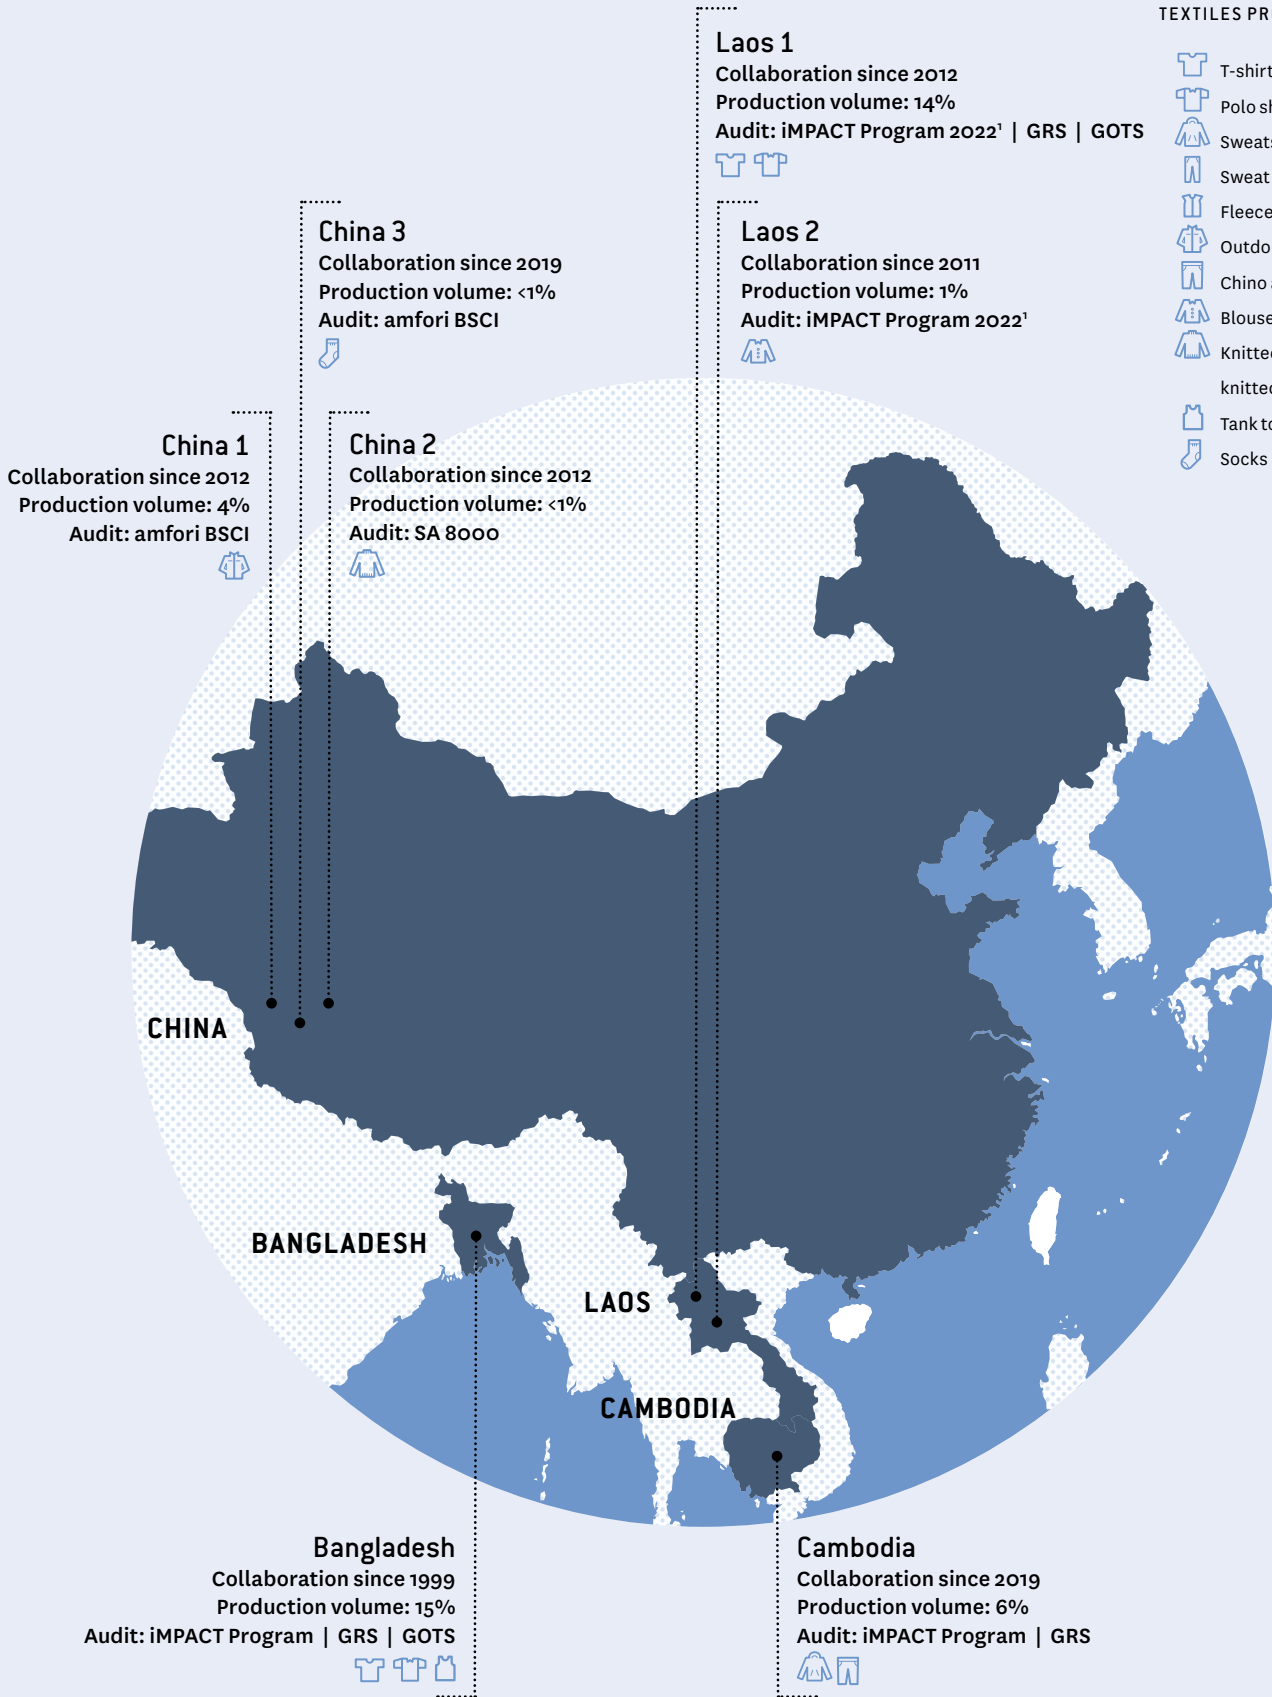 TEXTILES PR
T-shirt
Polo sh
Sweats
Sweat
Fleece
Outdo
Chino
Blouse
Knitted
knitted
Tank to
Socks
Laos 1
Collaboration since 2012
Production volume: 14%
Audit: iMPACT Program 2022¹ | GRS | GOTS
China 3
Collaboration since 2019
Production volume: <1%
Audit: amfori BSCI
Laos 2
Collaboration since 2011
Production volume: 1%
Audit: iMPACT Program 2022¹
China 1
Collaboration since 2012
Production volume: 4%
Audit: amfori BSCI
China 2
Collaboration since 2012
Production volume: <1%
Audit: SA 8000
CHINA
BANGLADESH
LAOS
CAMBODIA
Bangladesh
Collaboration since 1999
Production volume: 15%
Audit: iMPACT Program | GRS | GOTS
Cambodia
Collaboration since 2019
Production volume: 6%
Audit: iMPACT Program | GRS